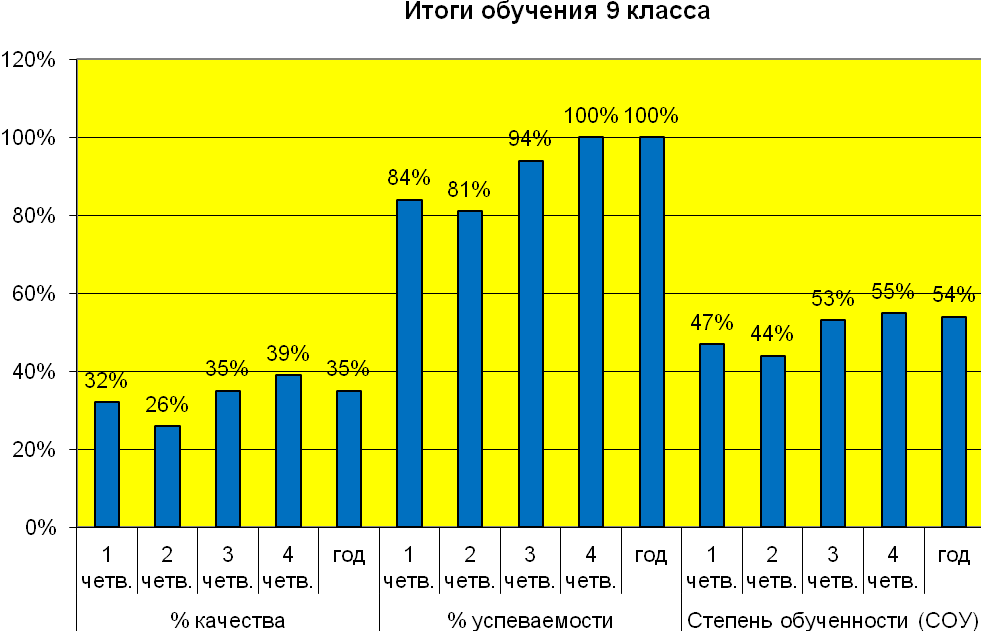 Итоги обучения 9 класса
120%
100%
80%
60%
40%
20%
0%
32%
26%
35%
39%
35%
84%
81%
94%
100%
100%
47%
44%
53%
55%
54%
1 четв.
2 четв.
3 четв.
4 четв.
год
1 четв.
2 четв.
3 четв.
4 четв.
год
1 четв.
2 четв.
3 четв.
4 четв.
год
% качества
% успеваемости
Степень обученности (СОУ)